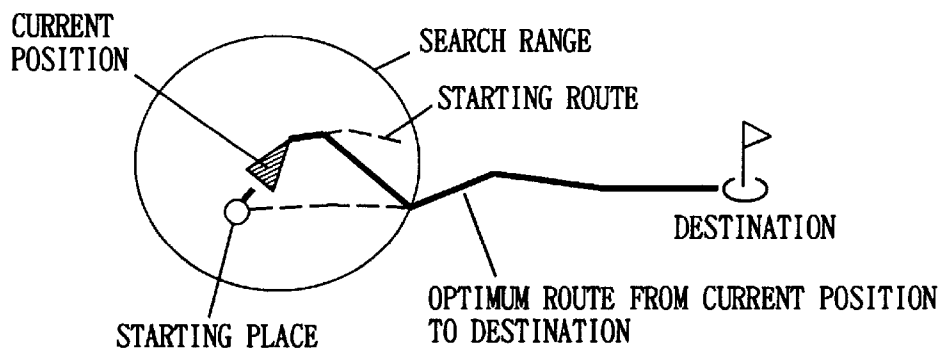 CURRENT
POSITION
SEARCH RANGE
STARTING ROUTE
DESTINATION
OPTIMUM ROUTE FROM CURRENT POSITION
TO DESTINATION
STARTING PLACE